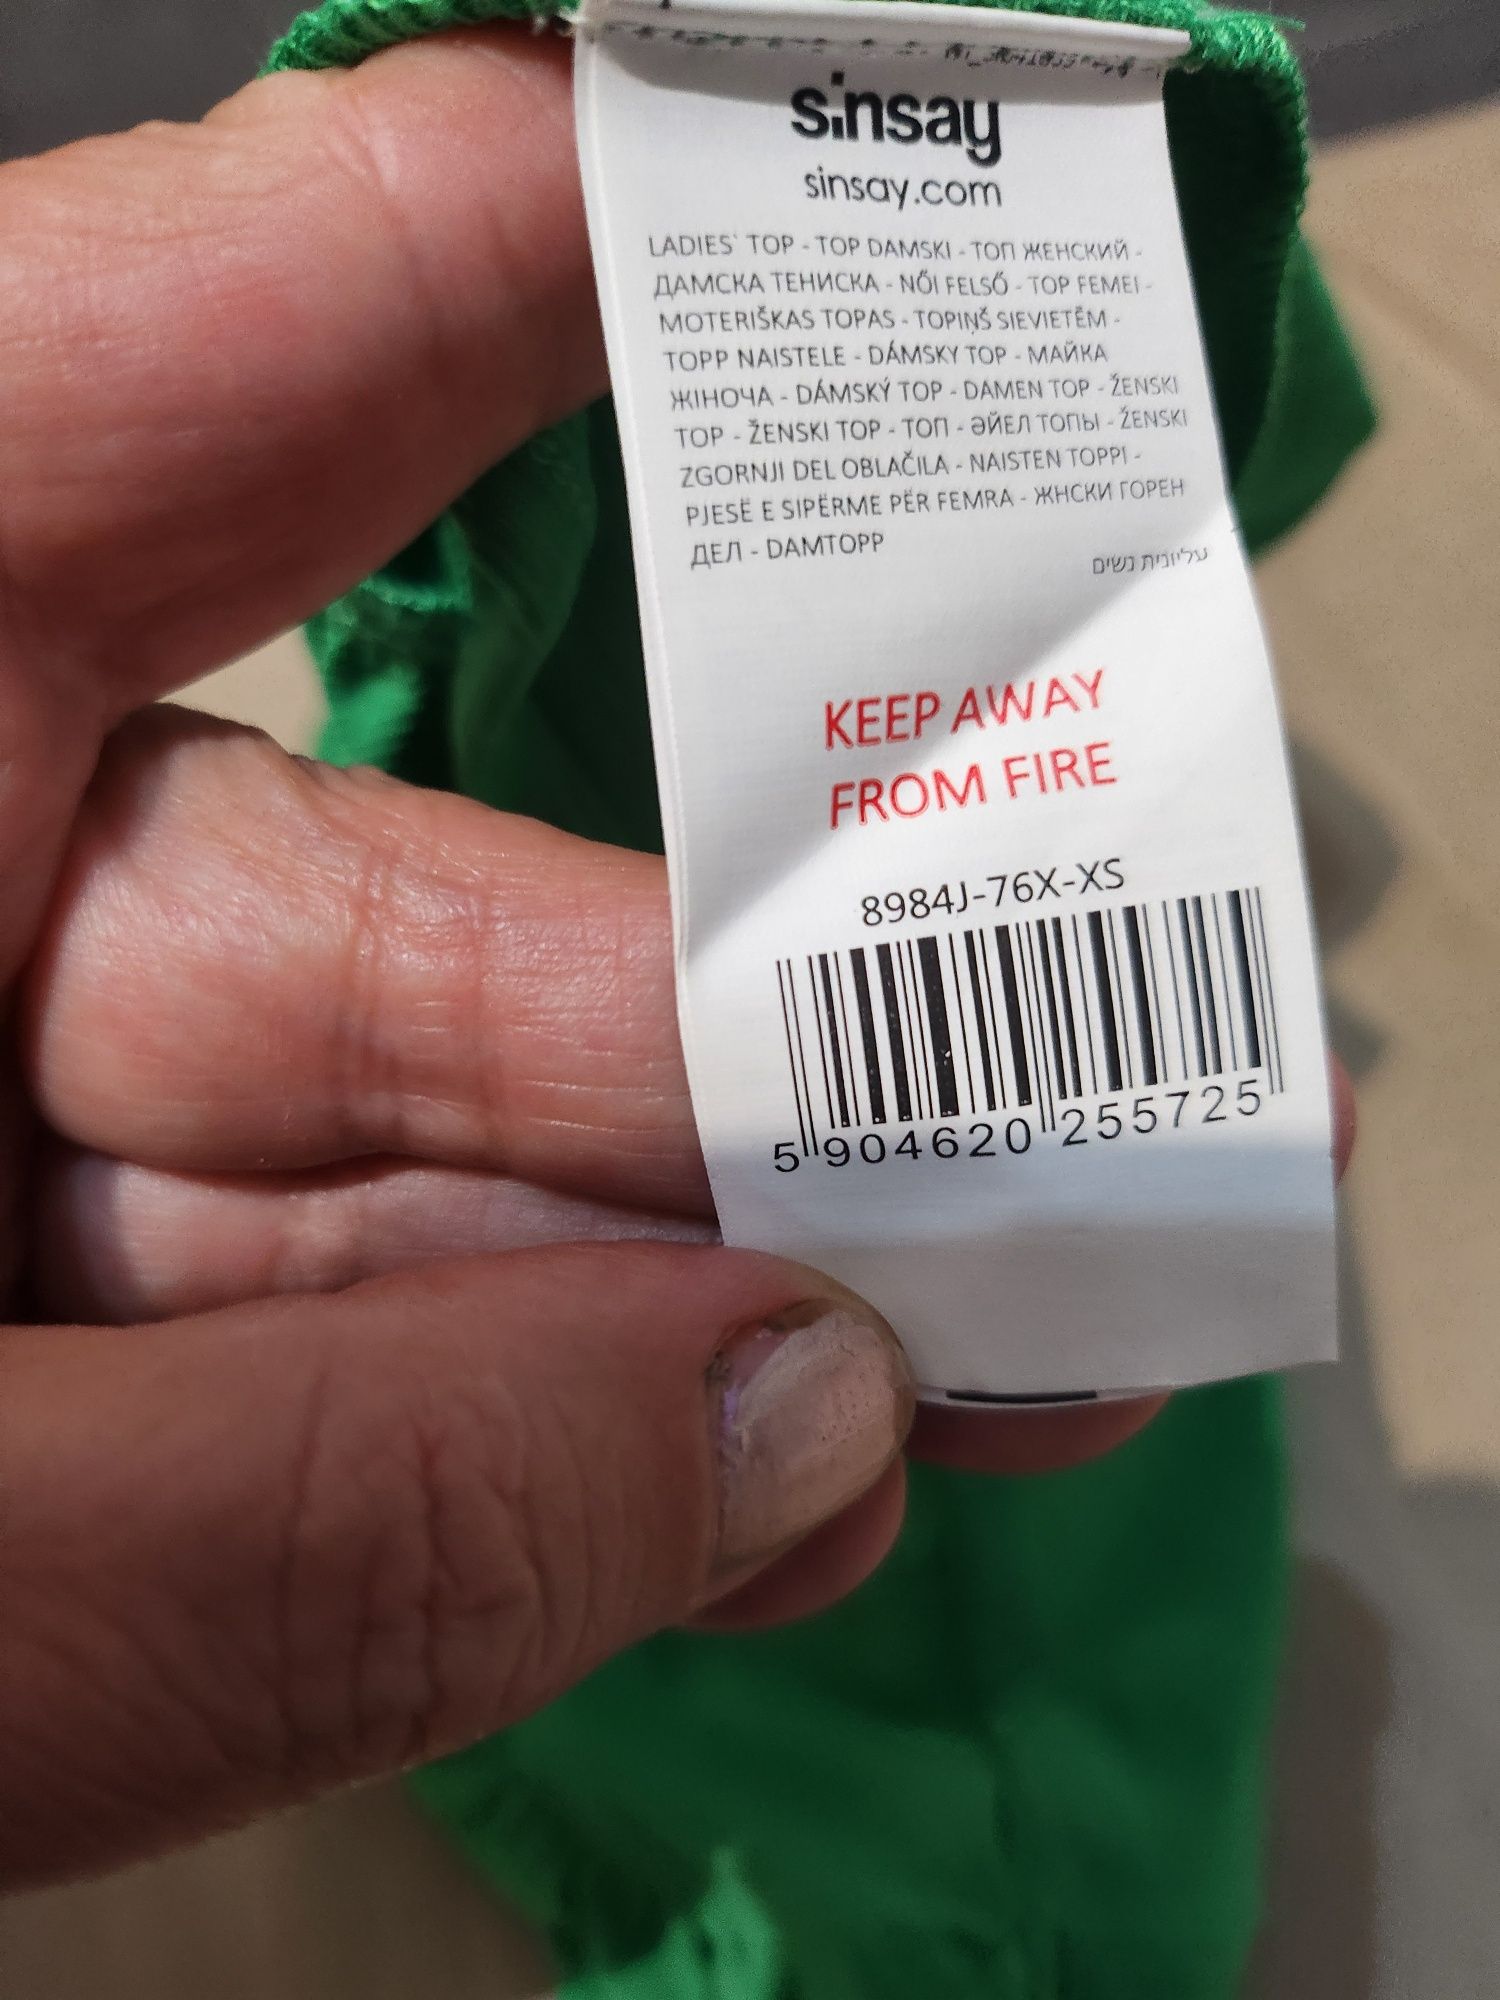 sinsay
sinsay.com
LADIES' TOP - TOP DAMSKI - ТОП ЖЕНСКИЙ -
ДАМСКА ТЕНИСКА - NŐI FELSŐ - TOP FEMEI -
MOTERIŠKAS TOPAS - TOPIŅŠ SIEVIETĒM -
TOPP NAISTELE - DÁMSKY TOP - МАЙКА
ЖІНОЧА - DÁMSKÝ TOP - DAMEN TOP - ŽENSKI
TOP - ŽENSKI TOP - ТОП - ӘЙЕЛ ТОПЫ - ŽENSKI
ZGORNJI DEL OBLAČILA - NAISTEN TOPPI -
PJESË E SIPËRME PËR FEMRA - ЖНСКИ ГОРЕН
ДЕЛ - DAMTOPP
עליונית נשים
KEEP AWAY
FROM FIRE
8984J-76X-XS
5 904620 255725